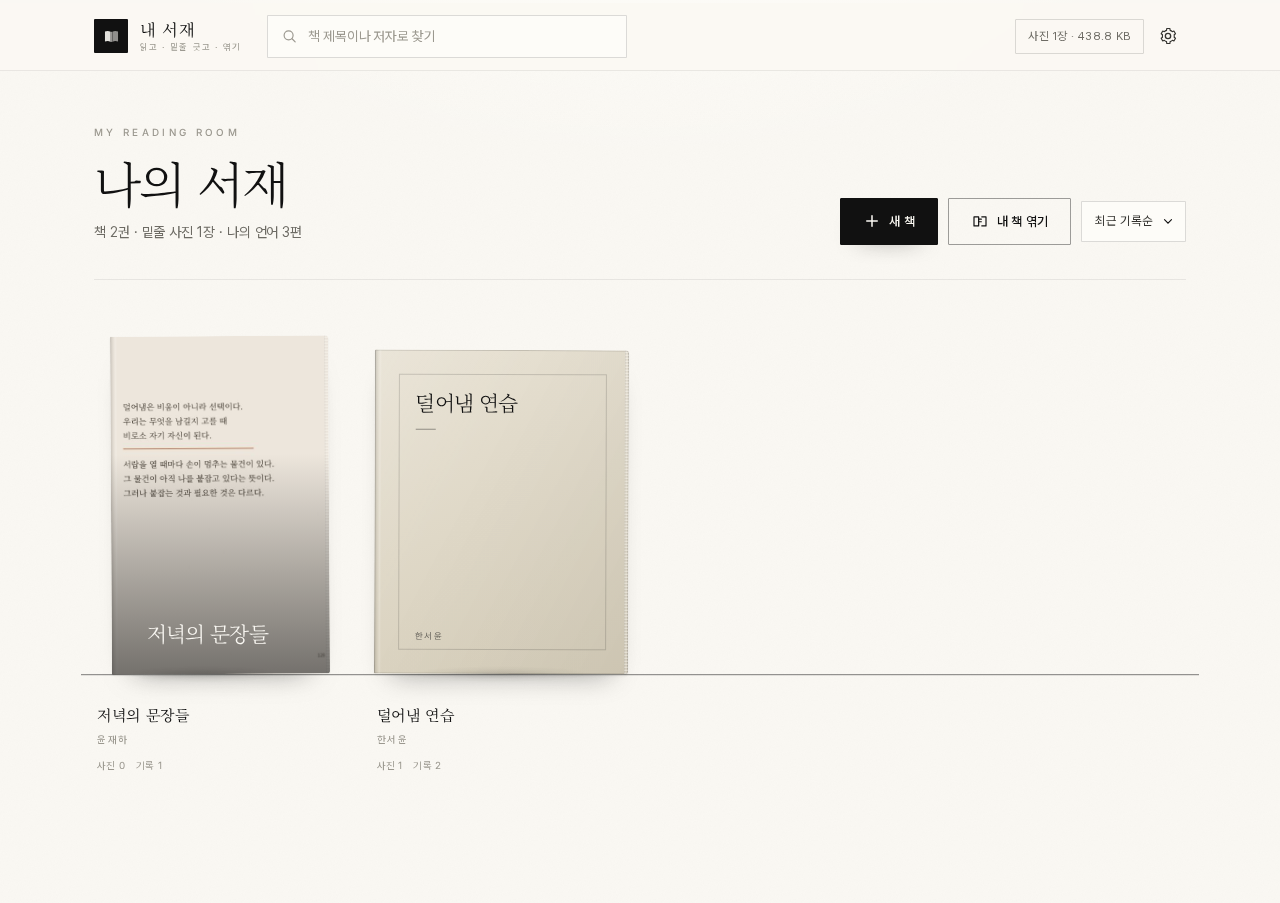 내 서재
읽고 · 밑줄 긋고 · 엮기
책 제목이나 저자로 찾기
사진 1장 · 438.8 KB
MY READING ROOM
나의 서재
책 2권 · 밑줄 사진 1장 · 나의 언어 3편
새 책
내 책 엮기
최근 기록순
덜어냄은 비움이 아니라 선택이다.
우리는 무엇을 남길지 고를 때
비로소 자기 자신이 된다.
서랍을 열 때마다 손이 멈추는 물건이 있다.
그 물건이 아직 나를 붙잡고 있다는 뜻이다.
그러나 붙잡는 것과 필요한 것은 다르다.
저녁의 문장들
덜어냄 연습
한서윤
저녁의 문장들
윤재하
사진 0 기록 1
덜어냄 연습
한서윤
사진 1 기록 2